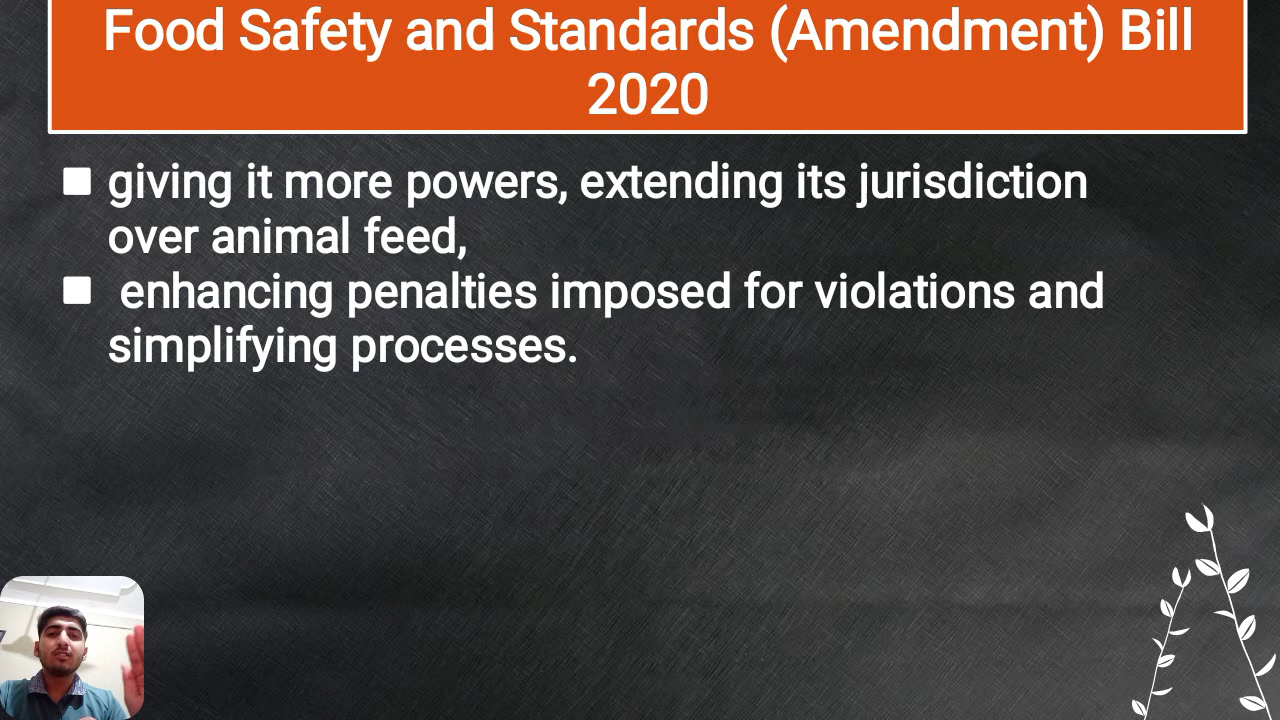 Food Safety and Standards (Amendment) Bill
2020
giving it more powers, extending its jurisdiction
over animal feed,
enhancing penalties imposed for violations and
simplifying processes.